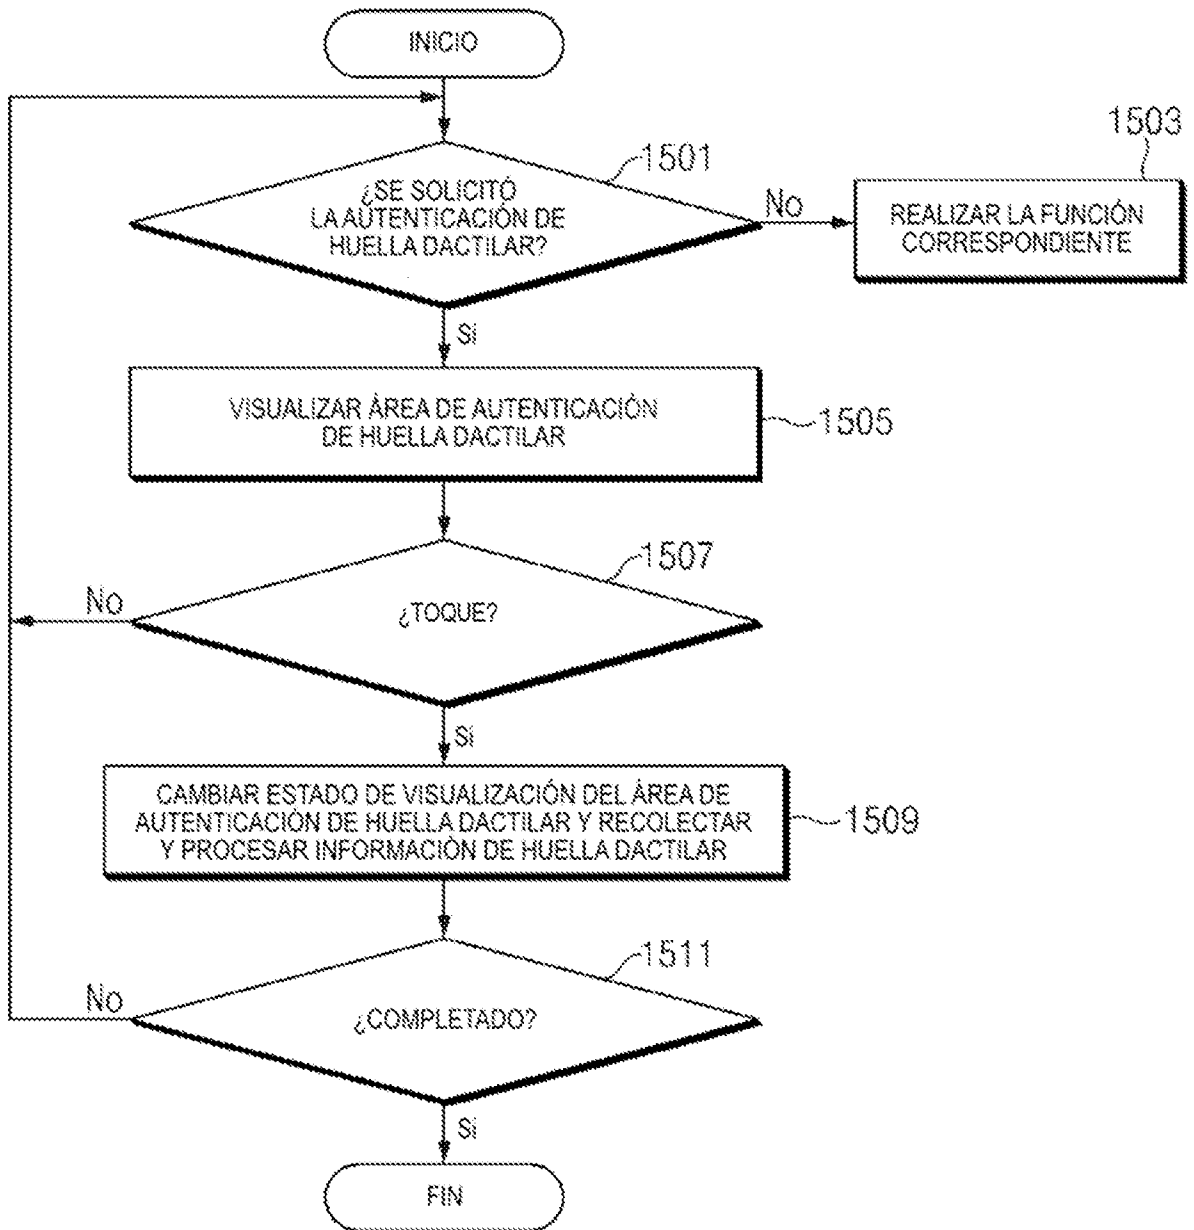 INICIO
1501
1503
¿SE SOLICITÓ
LA AUTENTICACIÓN DE
HUELLA DACTILAR?
No
REALIZAR LA FUNCIÓN
CORRESPONDIENTE
Sí
VISUALIZAR ÁREA DE AUTENTICACIÓN
DE HUELLA DACTILAR
1505
1507
No
¿TOQUE?
Sí
CAMBIAR ESTADO DE VISUALIZACIÓN DEL ÁREA DE
AUTENTICACIÓN DE HUELLA DACTILAR Y RECOLECTAR
Y PROCESAR INFORMACIÓN DE HUELLA DACTILAR
1509
1511
No
¿COMPLETADO?
Sí
FIN